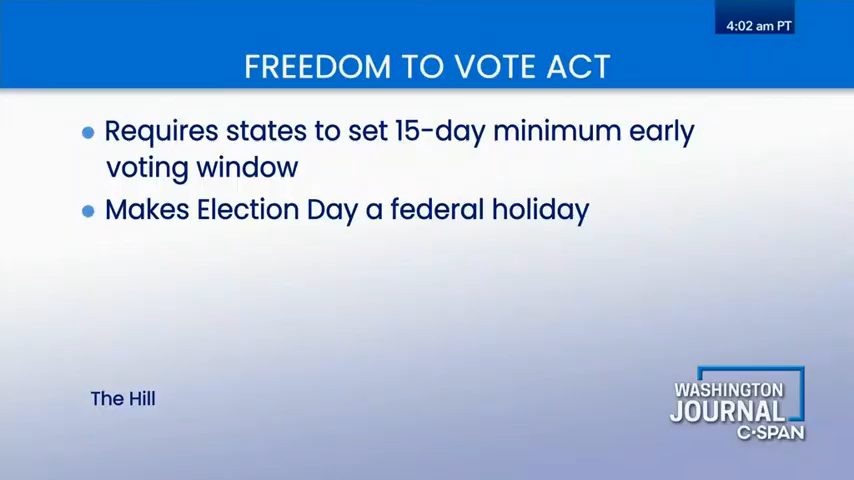 4:02 am PT
FREEDOM TO VOTE ACT
• Requires states to set 15-day minimum early
voting window
• Makes Election Day a federal holiday
The Hill
WASHINGTON
JOURNAL
C-SPAN